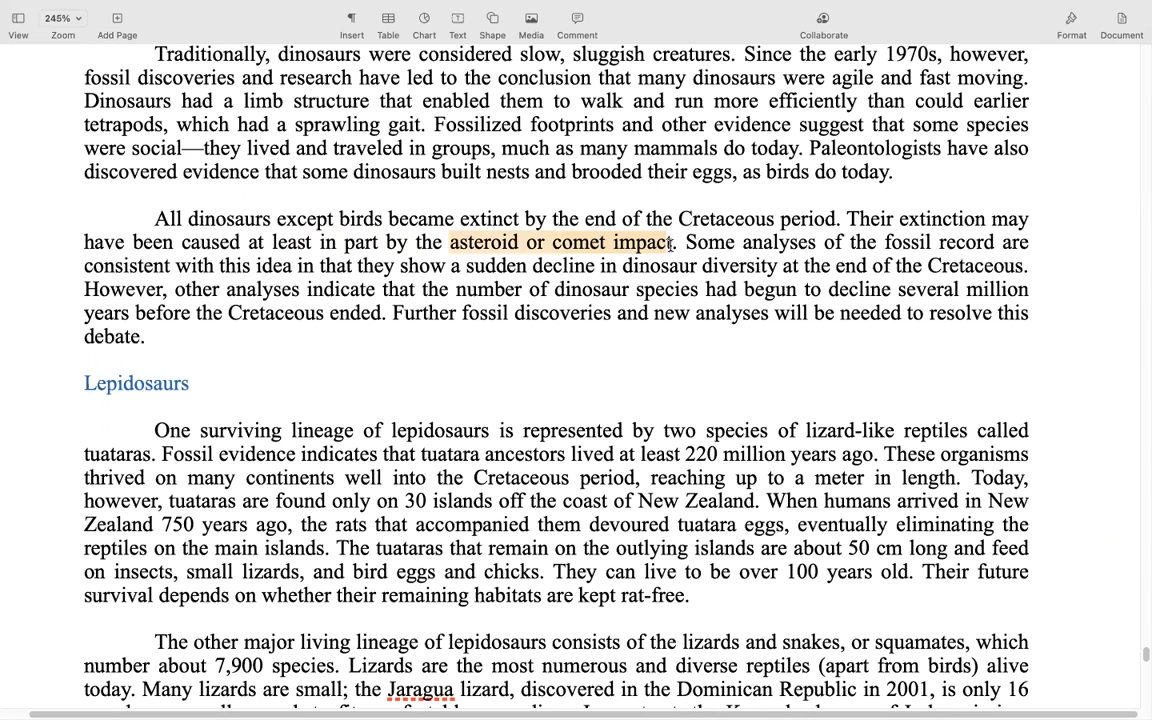 245%
View
Zoom
Add Page
Insert
Table
Chart
Text
Shape
Media
Comment
Collaborate
Format
Document
Traditionally, dinosaurs were considered slow, sluggish creatures. Since the early 1970s, however,
fossil discoveries and research have led to the conclusion that many dinosaurs were agile and fast moving.
Dinosaurs had a limb structure that enabled them to walk and run more efficiently than could earlier
tetrapods, which had a sprawling gait. Fossilized footprints and other evidence suggest that some species
were social—they lived and traveled in groups, much as many mammals do today. Paleontologists have also
discovered evidence that some dinosaurs built nests and brooded their eggs, as birds do today.
All dinosaurs except birds became extinct by the end of the Cretaceous period. Their extinction may
have been caused at least in part by the asteroid or comet impact. Some analyses of the fossil record are
consistent with this idea in that they show a sudden decline in dinosaur diversity at the end of the Cretaceous.
However, other analyses indicate that the number of dinosaur species had begun to decline several million
years before the Cretaceous ended. Further fossil discoveries and new analyses will be needed to resolve this
debate.
Lepidosaurs
One surviving lineage of lepidosaurs is represented by two species of lizard-like reptiles called
tuataras. Fossil evidence indicates that tuatara ancestors lived at least 220 million years ago. These organisms
thrived on many continents well into the Cretaceous period, reaching up to a meter in length. Today,
however, tuataras are found only on 30 islands off the coast of New Zealand. When humans arrived in New
Zealand 750 years ago, the rats that accompanied them devoured tuatara eggs, eventually eliminating the
reptiles on the main islands. The tuataras that remain on the outlying islands are about 50 cm long and feed
on insects, small lizards, and bird eggs and chicks. They can live to be over 100 years old. Their future
survival depends on whether their remaining habitats are kept rat-free.
The other major living lineage of lepidosaurs consists of the lizards and snakes, or squamates, which
number about 7,900 species. Lizards are the most numerous and diverse reptiles (apart from birds) alive
today. Many lizards are small; the Jaragua lizard, discovered in the Dominican Republic in 2001, is only 16